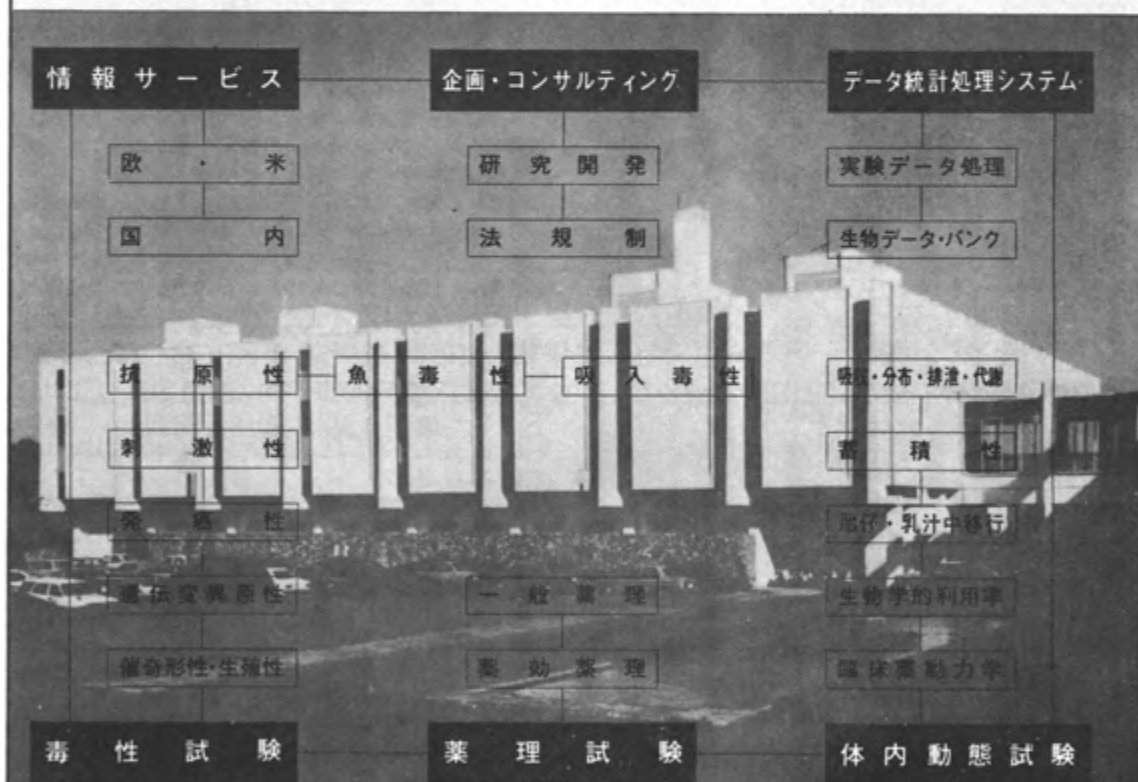 情報サービス
企画・コンサルティング
データ統計処理システム
欧・米
研究開発
実験データ処理
国内
法規制
生物データ・バンク
抗原性
魚毒性
吸入毒性
吸収・分布・排泄・代謝
刺激性
蓄積性
発癌性
胎仔・乳汁中移行
遺伝変異原性
一般薬理
生物学的利用率
催奇形性・生殖性
薬効薬理
臨床薬動力学
毒性試験
薬理試験
体内動態試験